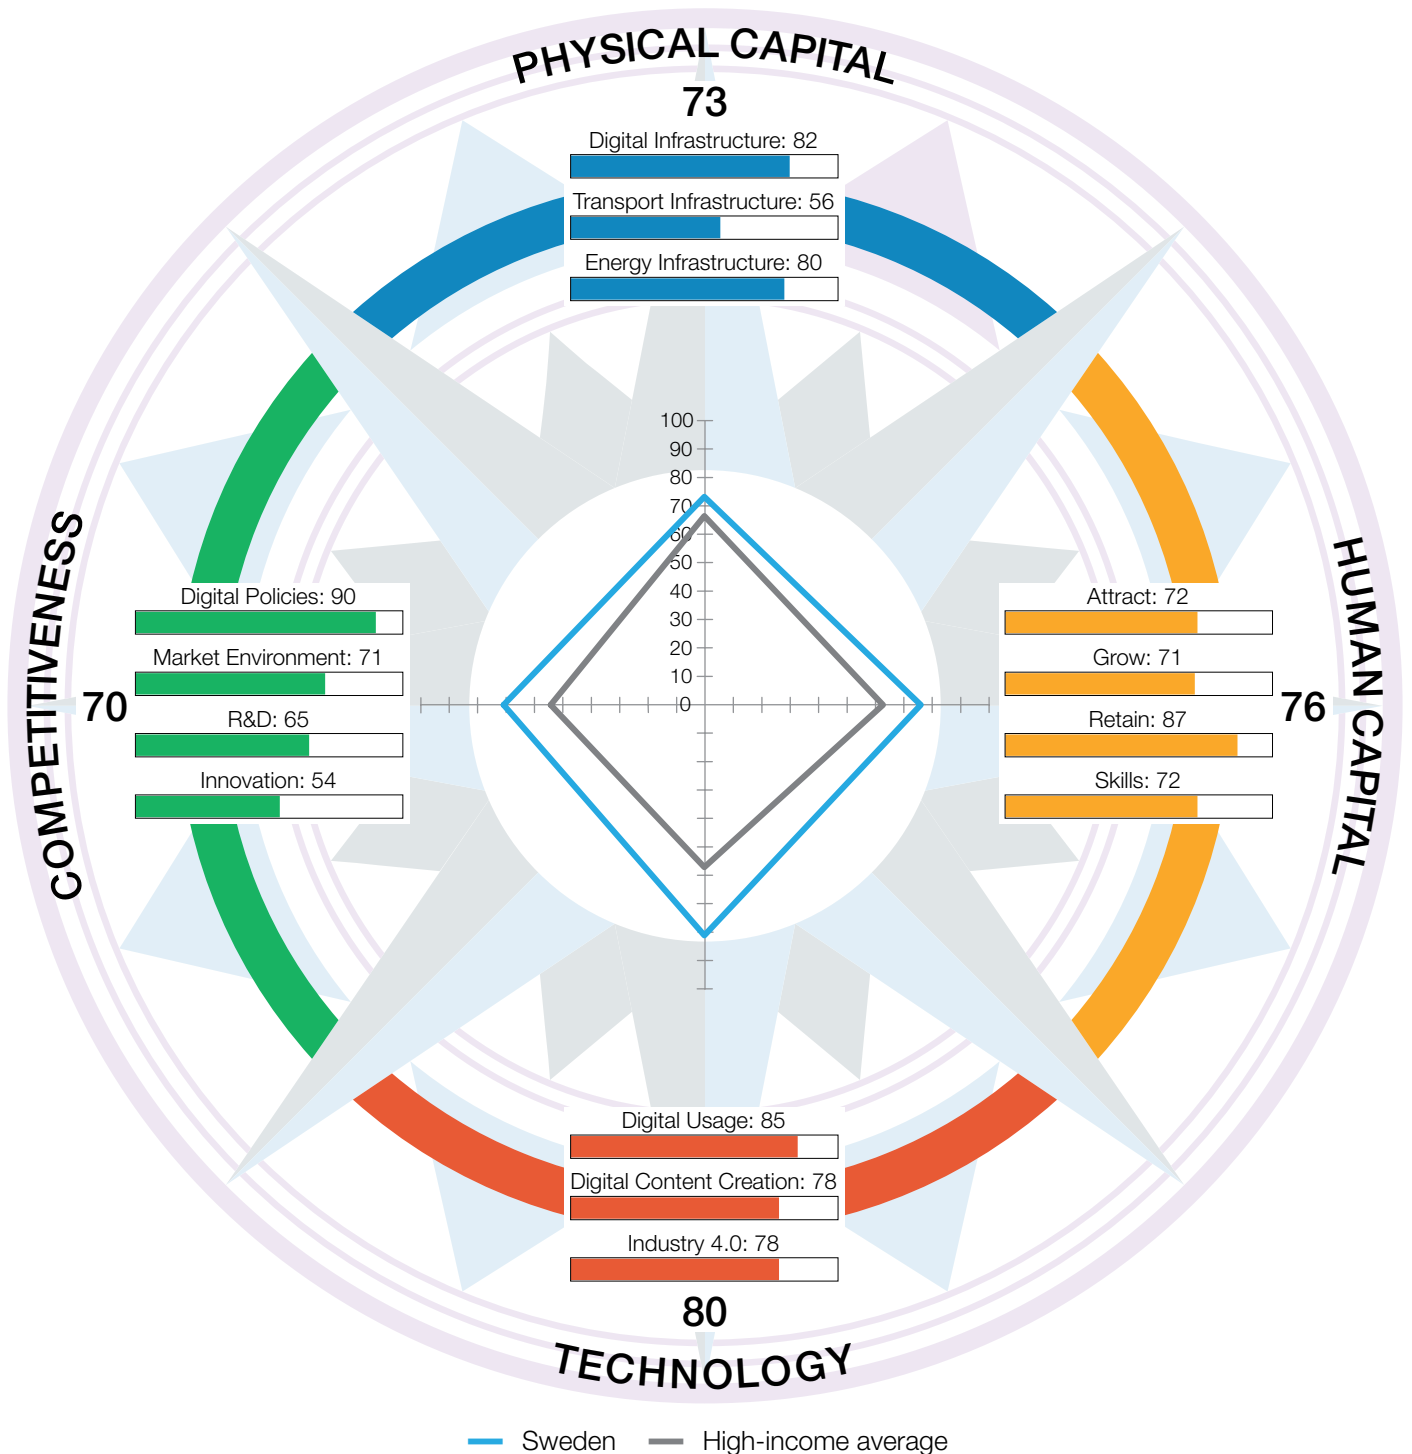 PHYSICAL CAPITAL
73
Digital Infrastructure: 82
Transport Infrastructure: 56
Energy Infrastructure: 80
100
90
80
70
60
50
40
30
20
10
0
COMPETITIVENESS
70
Digital Policies: 90
Market Environment: 71
R&D: 65
Innovation: 54
HUMAN CAPITAL
76
Attract: 72
Grow: 71
Retain: 87
Skills: 72
Digital Usage: 85
Digital Content Creation: 78
Industry 4.0: 78
80
TECHNOLOGY
Sweden
High-income average